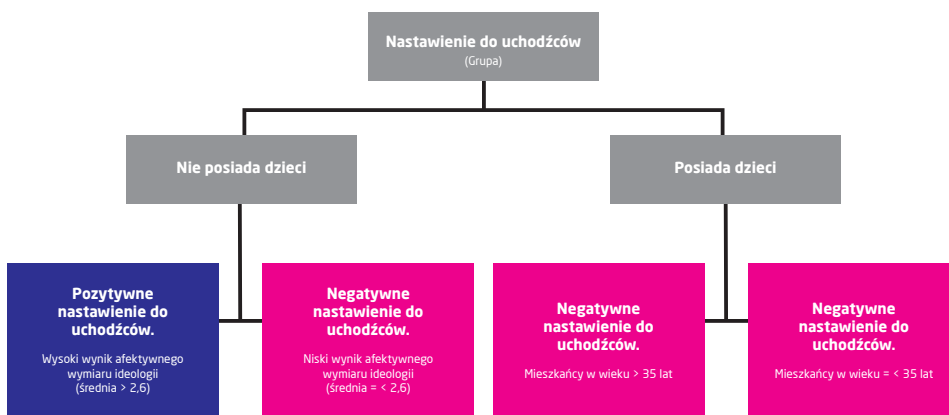 Nastawienie do uchodźców
(Grupa)
Nie posiada dzieci
Posiada dzieci
Pozytywne
nastawienie do
uchodźców.
Wysoki wynik afektywnego
wymiaru ideologii
(średnia > 2,6)
Negatywne
nastawienie do
uchodźców.
Niski wynik afektywnego
wymiaru ideologii
(średnia = < 2,6)
Negatywne
nastawienie do
uchodźców.
Mieszkańcy w wieku > 35 lat
Negatywne
nastawienie do
uchodźców.
Mieszkańcy w wieku = < 35 lat